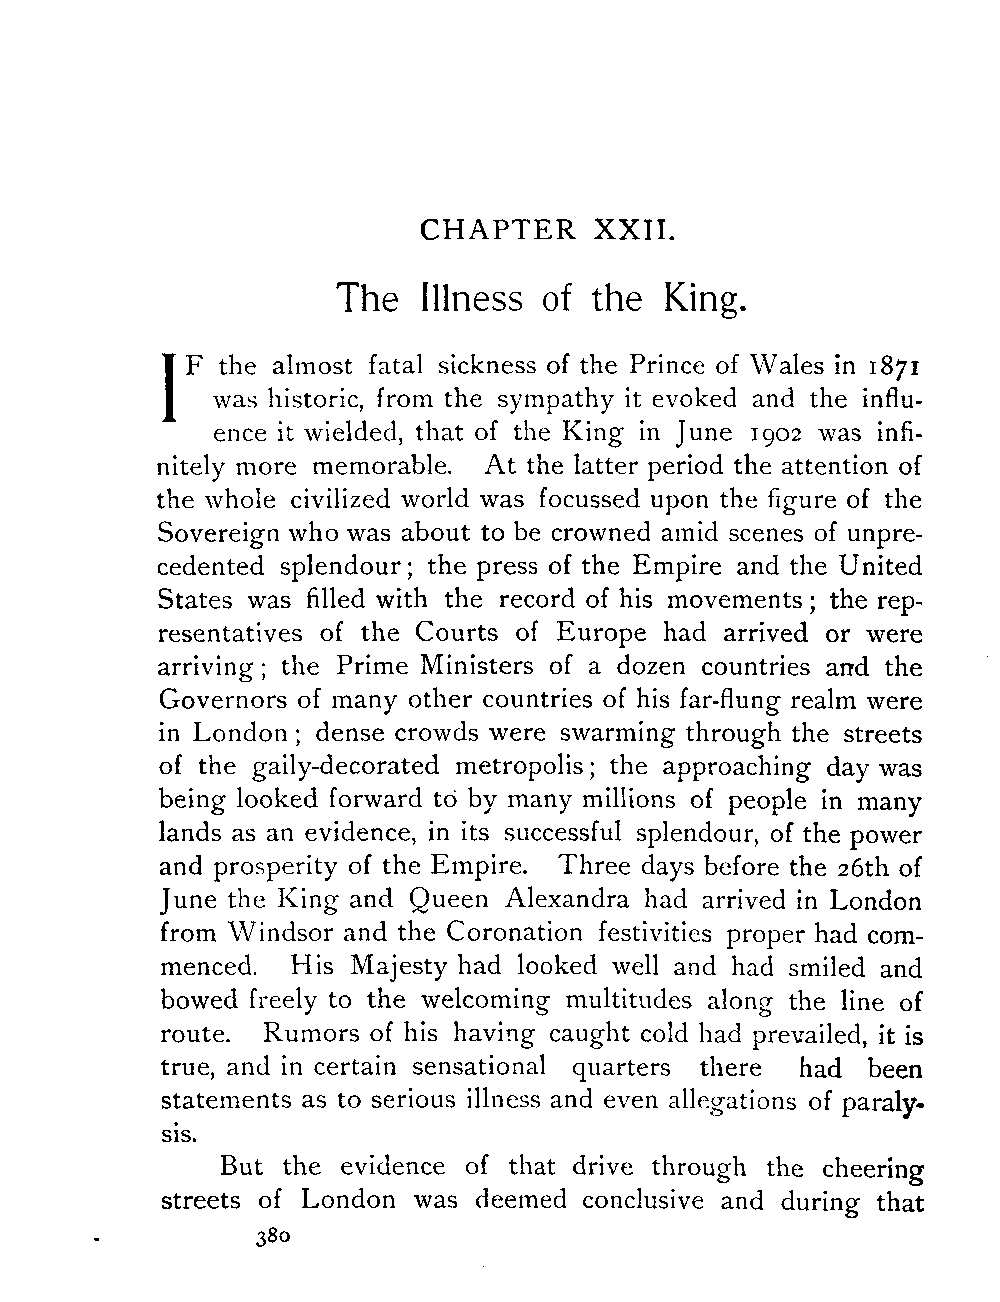 CHAPTER XXII.
The Illness of the King.
IF the almost fatal sickness of the Prince of Wales in 1871
was historic, from the sympathy it evoked and the influ-
ence it wielded, that of the King in June 1902 was infi-
nitely more memorable. At the latter period the attention of
the whole civilized world was focussed upon the figure of the
Sovereign who was about to be crowned amid scenes of unpre-
cedented splendour; the press of the Empire and the United
States was filled with the record of his movements; the rep-
resentatives of the Courts of Europe had arrived or were
arriving; the Prime Ministers of a dozen countries and the
Governors of many other countries of his far-flung realm were
in London; dense crowds were swarming through the streets
of the gaily-decorated metropolis; the approaching day was
being looked forward to by many millions of people in many
lands as an evidence, in its successful splendour, of the power
and prosperity of the Empire. Three days before the 26th of
June the King and Queen Alexandra had arrived in London
from Windsor and the Coronation festivities proper had com-
menced. His Majesty had looked well and had smiled and
bowed freely to the welcoming multitudes along the line of
route. Rumors of his having caught cold had prevailed, it is
true, and in certain sensational quarters there had been
statements as to serious illness and even allegations of paraly-
sis.
But the evidence of that drive through the cheering
streets of London was deemed conclusive and during that
380